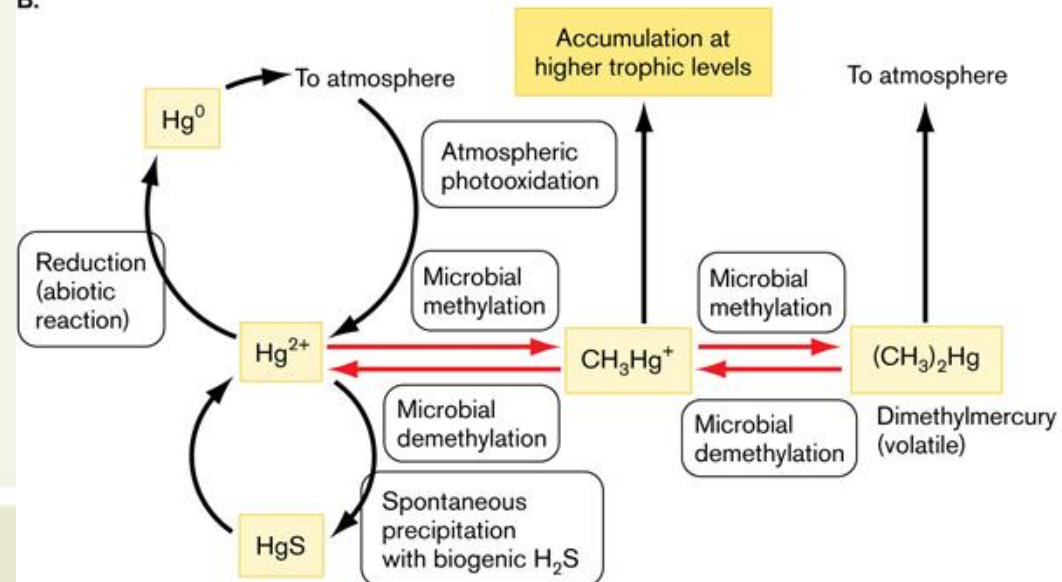 B.
Accumulation at
higher trophic levels
To atmosphere
To atmosphere
Hg⁰
Atmospheric
photooxidation
Reduction
(abiotic
reaction)
Microbial
methylation
Microbial
methylation
Hg²⁺
CH₃Hg⁺
(CH₃)₂Hg
Microbial
demethylation
Microbial
demethylation
Dimethylmercury
(volatile)
Spontaneous
precipitation
with biogenic H₂S
HgS